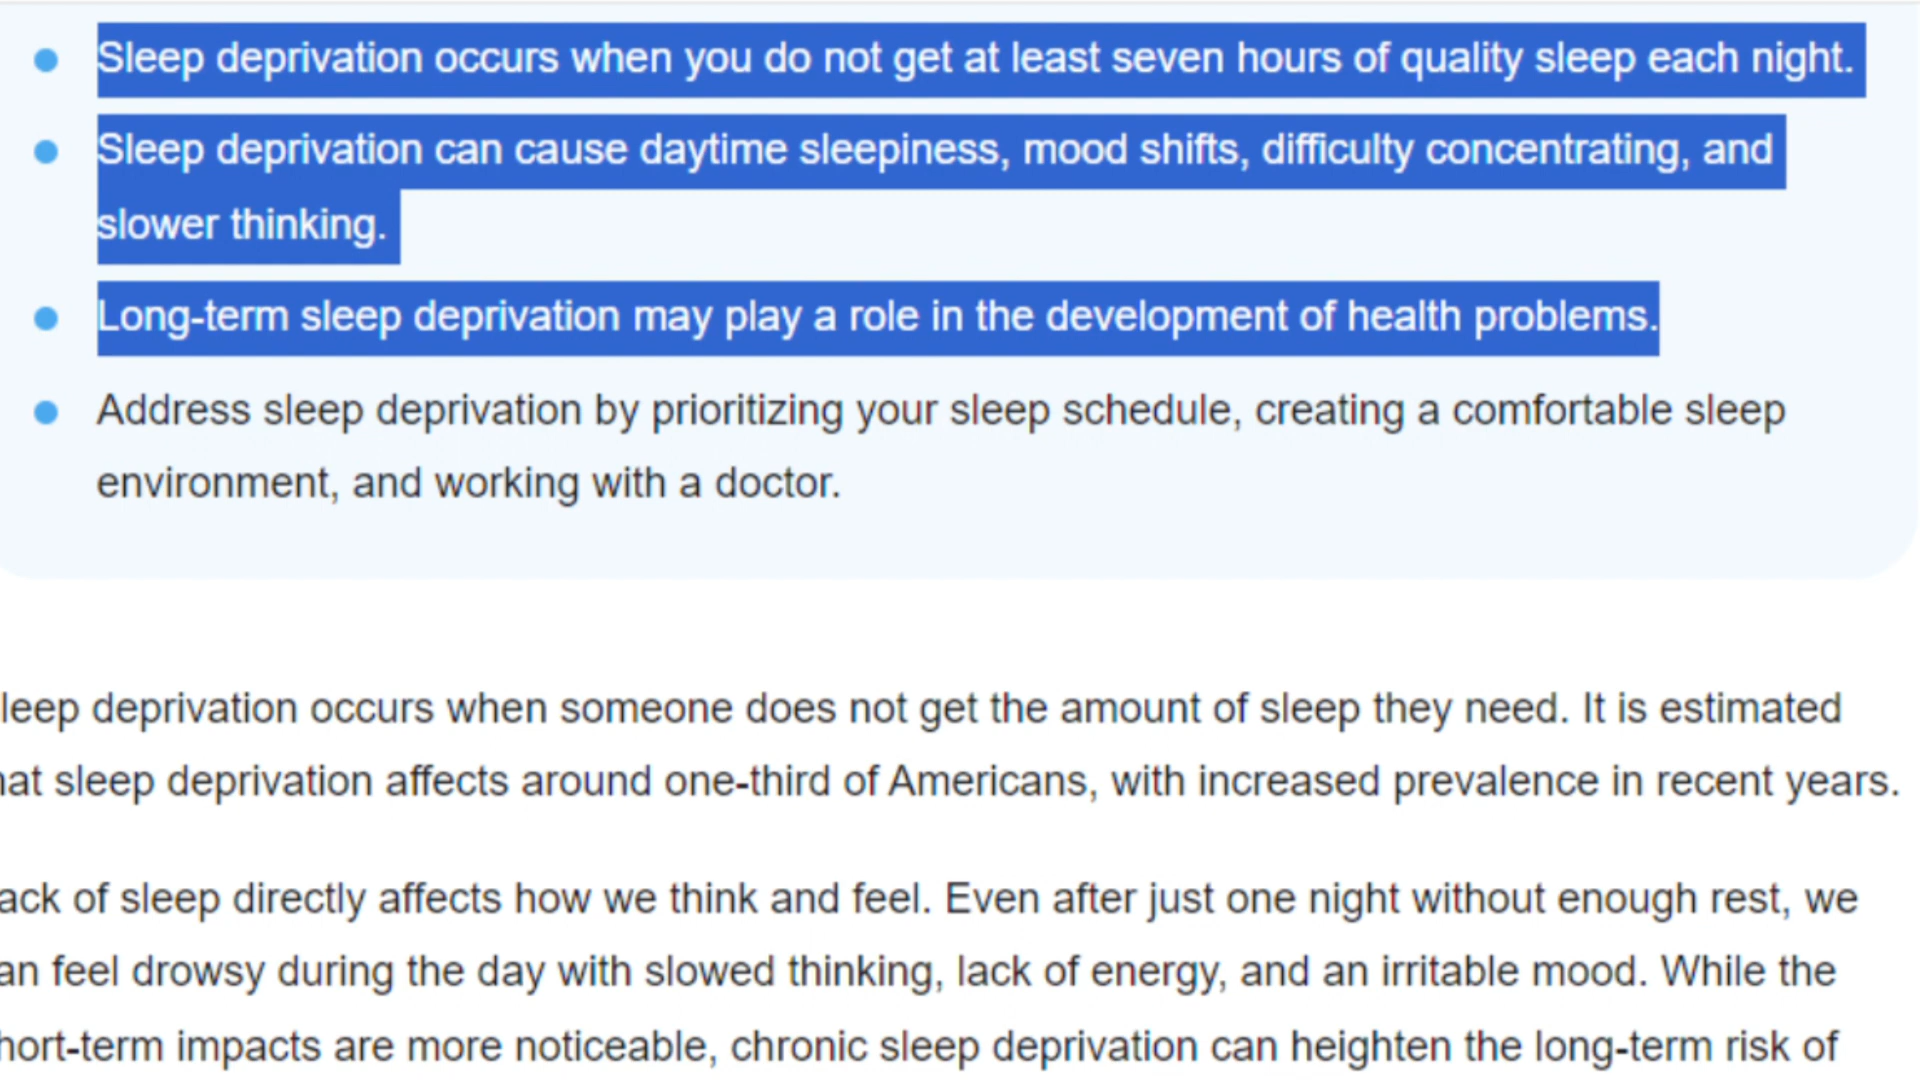 Sleep deprivation occurs when you do not get at least seven hours of quality sleep each night.
Sleep deprivation can cause daytime sleepiness, mood shifts, difficulty concentrating, and
slower thinking.
Long-term sleep deprivation may play a role in the development of health problems.
Address sleep deprivation by prioritizing your sleep schedule, creating a comfortable sleep
environment, and working with a doctor.
leep deprivation occurs when someone does not get the amount of sleep they need. It is estimated
hat sleep deprivation affects around one-third of Americans, with increased prevalence in recent years.
ack of sleep directly affects how we think and feel. Even after just one night without enough rest, we
an feel drowsy during the day with slowed thinking, lack of energy, and an irritable mood. While the
hort-term impacts are more noticeable, chronic sleep deprivation can heighten the long-term risk of